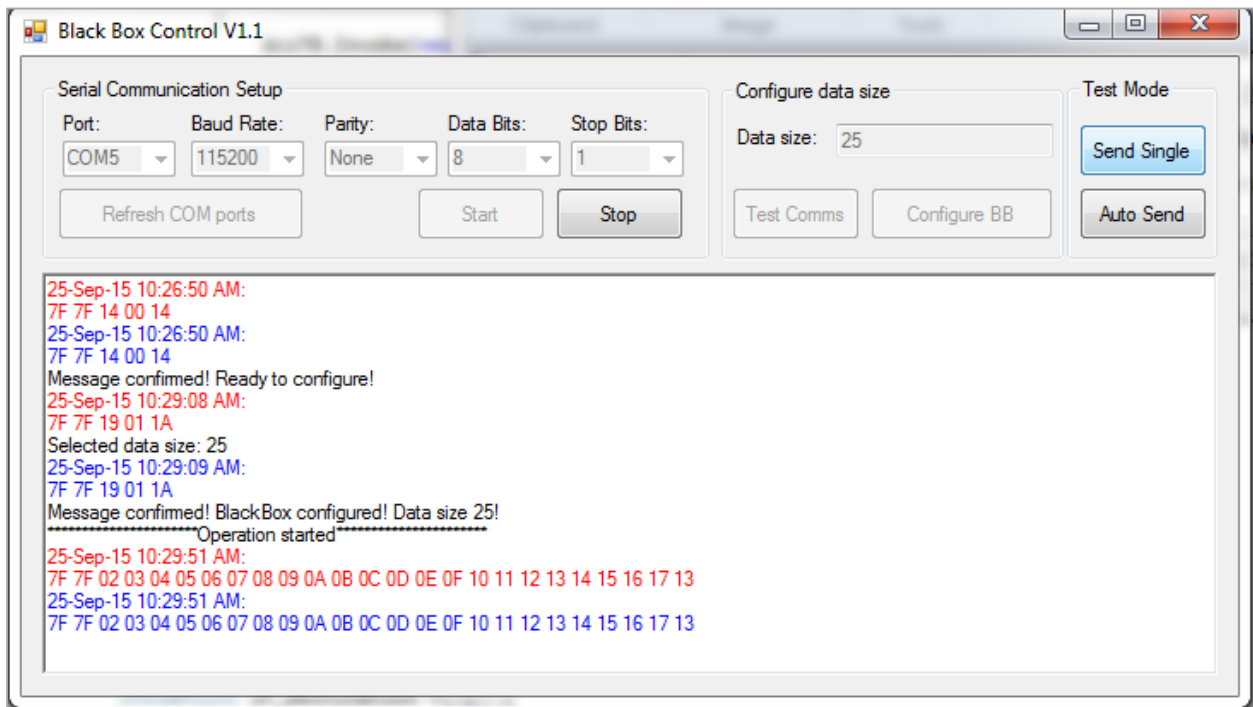 Black Box Control V1.1
Serial Communication Setup
Port: Baud Rate: Parity: Data Bits: Stop Bits:
COM5 115200 None 8 1
Refresh COM ports Start Stop
Configure data size
Data size: 25
Test Comms Configure BB
Test Mode
Send Single
Auto Send
25-Sep-15 10:26:50 AM:
7F 7F 14 00 14
25-Sep-15 10:26:50 AM:
7F 7F 14 00 14
Message confirmed! Ready to configure!
25-Sep-15 10:29:08 AM:
7F 7F 19 01 1A
Selected data size: 25
25-Sep-15 10:29:09 AM:
7F 7F 19 01 1A
Message confirmed! BlackBox configured! Data size 25!
**********************Operation started**********************
25-Sep-15 10:29:51 AM:
7F 7F 02 03 04 05 06 07 08 09 0A 0B 0C 0D 0E 0F 10 11 12 13 14 15 16 17 13
25-Sep-15 10:29:51 AM:
7F 7F 02 03 04 05 06 07 08 09 0A 0B 0C 0D 0E 0F 10 11 12 13 14 15 16 17 13